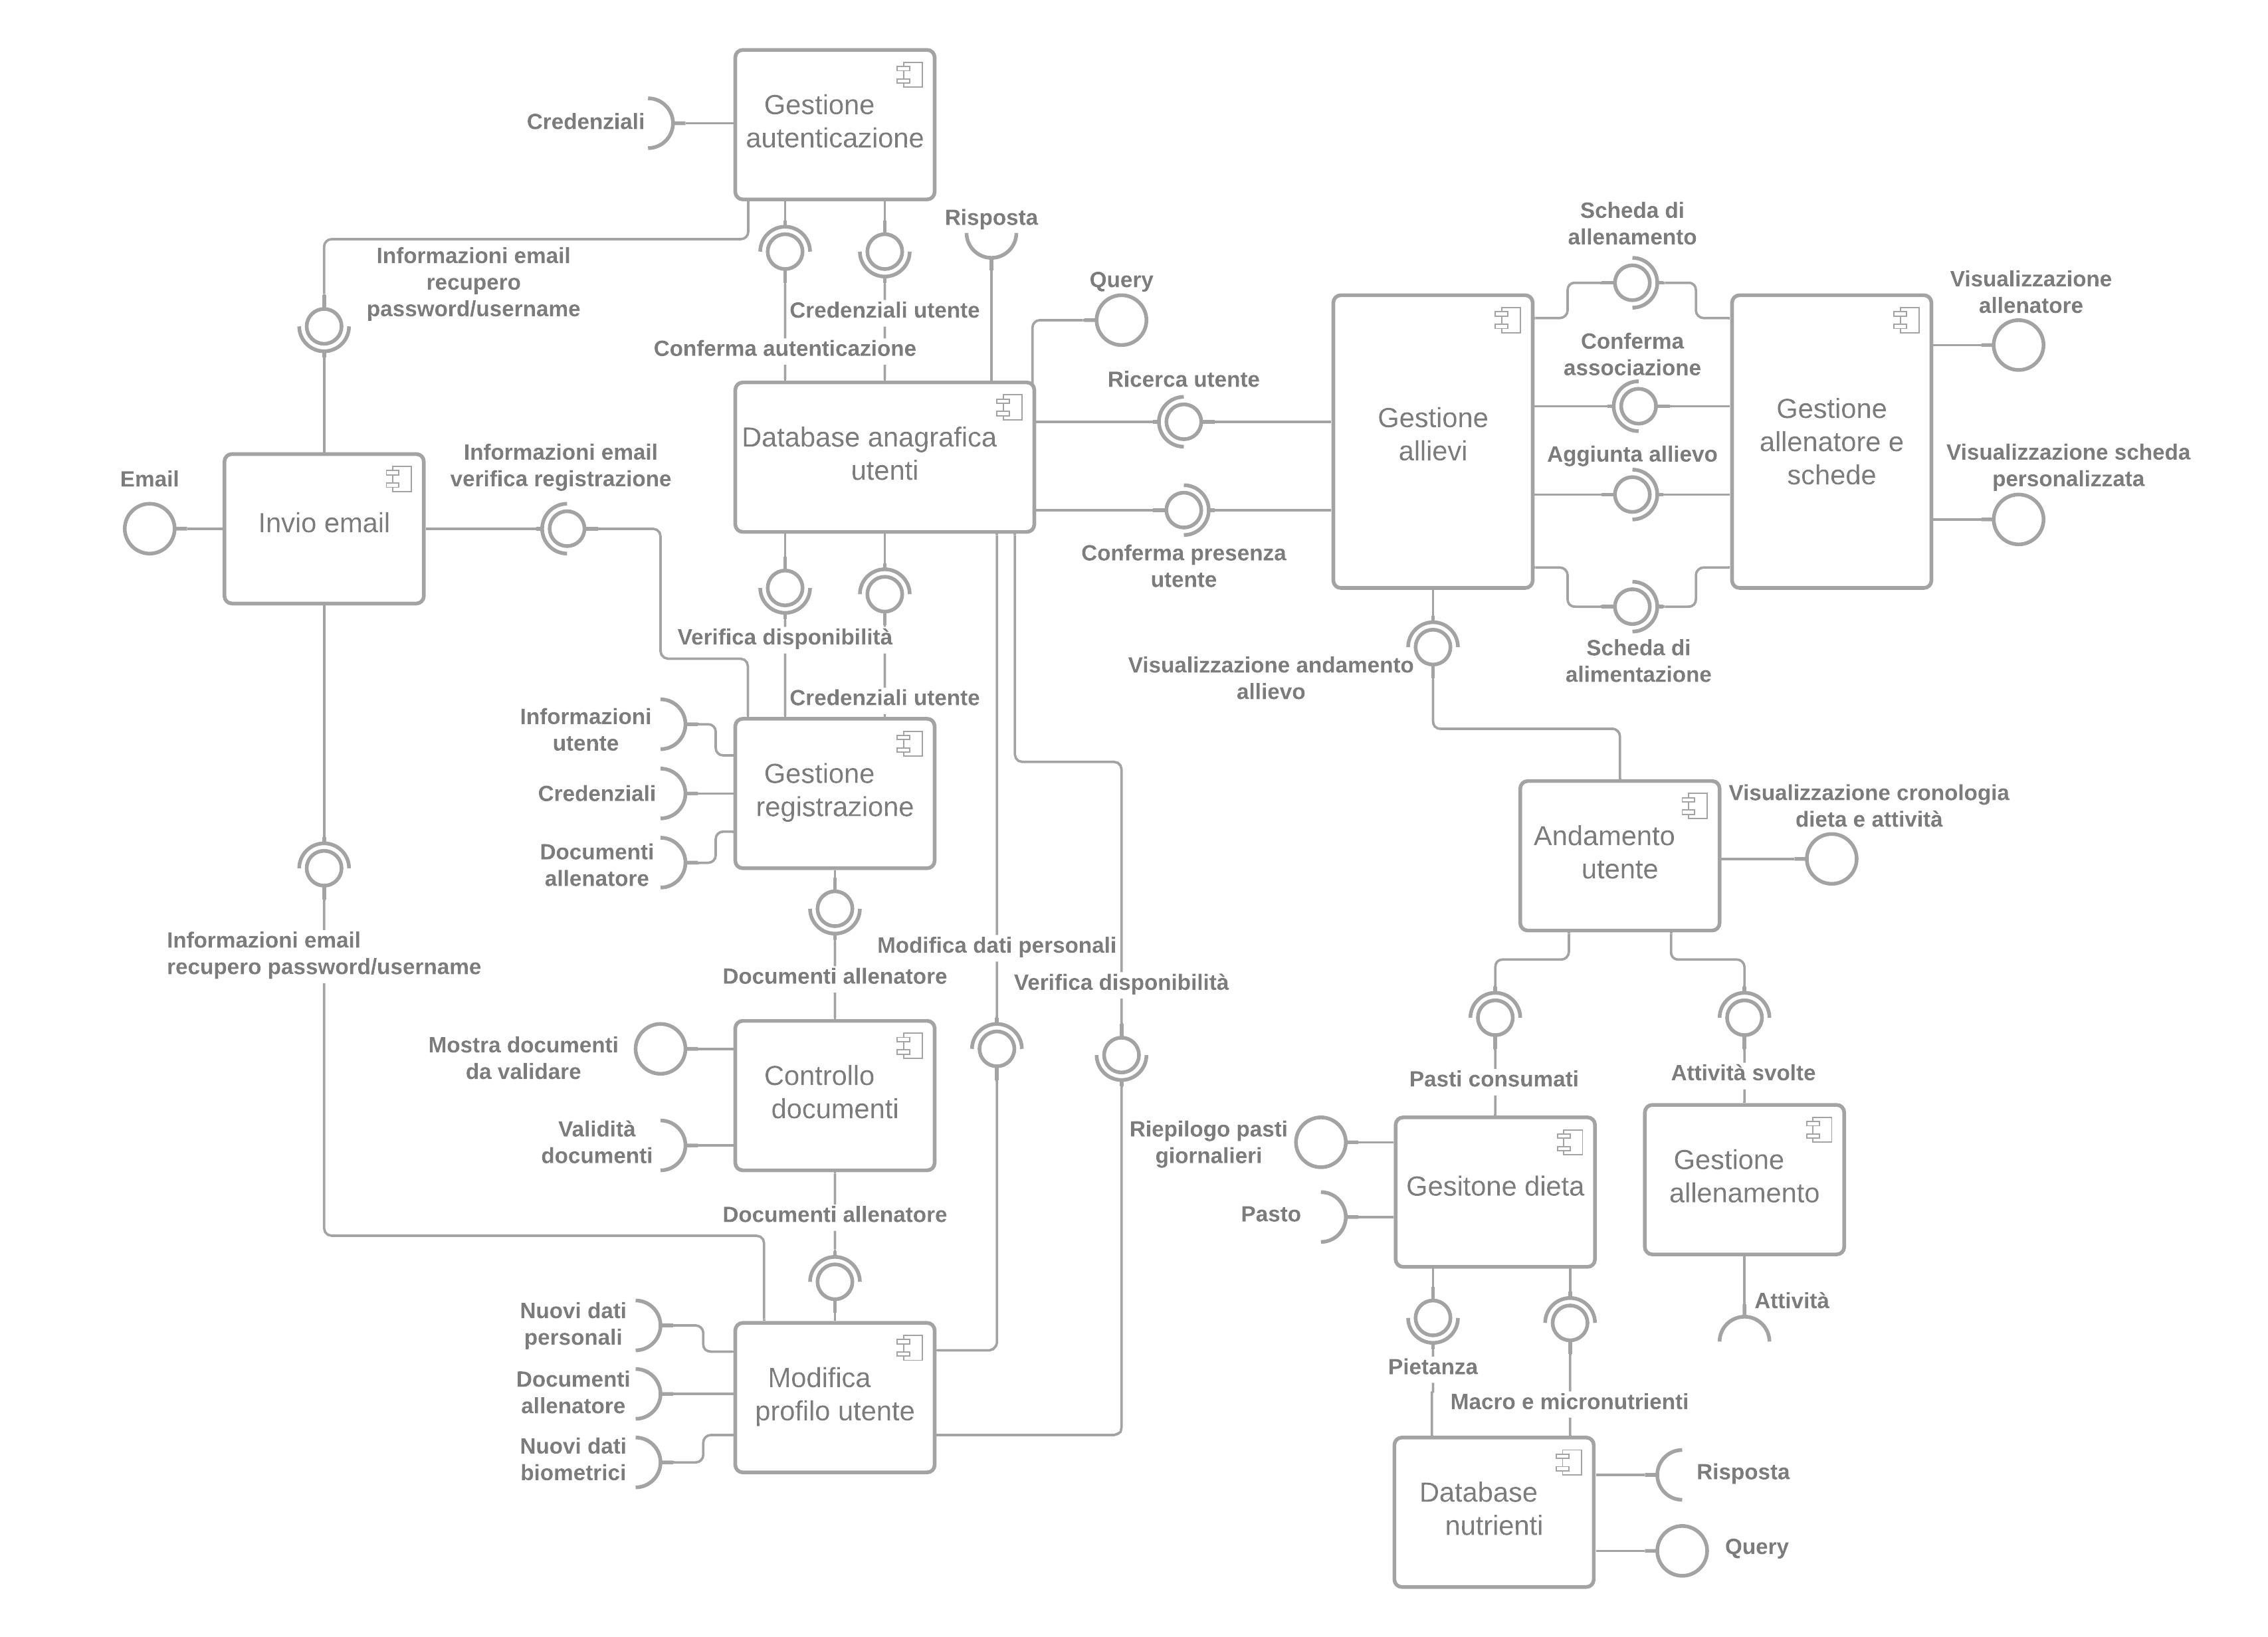 Gestione
autenticazione
Credenziali
Risposta
Scheda di
allenamento
Informazioni email
recupero
password/username
Query
Visualizzazione
allenatore
Credenziali utente
Conferma autenticazione
Conferma
associazione
Ricerca utente
Database anagrafica
utenti
Gestione
allievi
Gestione
allenatore e
schede
Aggiunta allievo
Visualizzazione scheda
personalizzata
Email
Informazioni email
verifica registrazione
Invio email
Conferma presenza
utente
Verifica disponibilità
Scheda di
alimentazione
Visualizzazione andamento
allievo
Credenziali utente
Informazioni
utente
Gestione
registrazione
Credenziali
Documenti
allenatore
Visualizzazione cronologia
dieta e attività
Andamento
utente
Informazioni email
recupero password/username
Modifica dati personali
Documenti allenatore
Verifica disponibilità
Mostra documenti
da validare
Controllo
documenti
Validità
documenti
Pasti consumati
Attività svolte
Riepilogo pasti
giornalieri
Gesitone dieta
Gestione
allenamento
Pasto
Documenti allenatore
Attività
Nuovi dati
personali
Documenti
allenatore
Nuovi dati
biometrici
Modifica
profilo utente
Pietanza
Macro e micronutrienti
Database
nutrienti
Risposta
Query